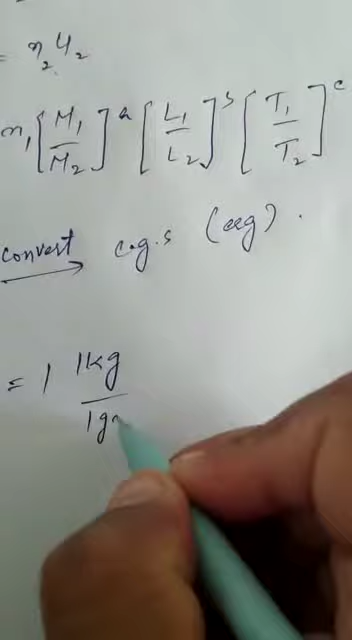 = n₂u₂
n₁ [M₁/M₂]ᵃ [L₁/L₂]ᵇ [T₁/T₂]ᶜ
convert → c.g.s (erg).
= 1 1kg/1g